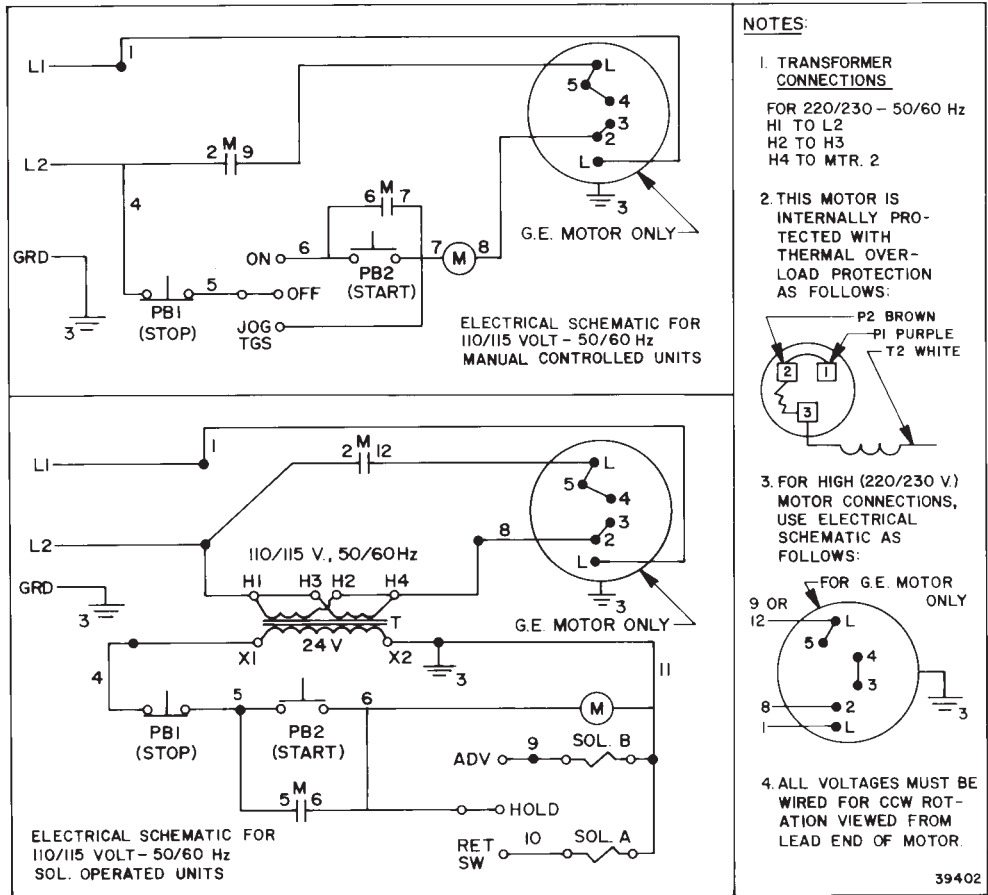 L1
1
L2
2 M 9
4
GRD
3
PB1
(STOP)
5
ON
6
OFF
JOG
TGS
6 M 7
PB2
(START)
7
M
8
L
5
4
3
2
L
3
G.E. MOTOR ONLY
ELECTRICAL SCHEMATIC FOR
110/115 VOLT - 50/60 Hz
MANUAL CONTROLLED UNITS
L1
1
2 M 12
L2
110/115 V., 50/60 Hz
H1 H3 H2 H4
8
GRD
3
T
X1 24 V X2
3
L
5
4
3
2
L
3
G.E. MOTOR ONLY
4
11
PB1
(STOP)
5
PB2
(START)
6
M
5 M 6
ADV 9 SOL. B
HOLD
RET
SW
10 SOL. A
ELECTRICAL SCHEMATIC FOR
110/115 VOLT - 50/60 Hz
SOL. OPERATED UNITS
NOTES:
1. TRANSFORMER
CONNECTIONS
FOR 220/230 - 50/60 Hz
H1 TO L2
H2 TO H3
H4 TO MTR. 2
2. THIS MOTOR IS
INTERNALLY PRO-
TECTED WITH
THERMAL OVER-
LOAD PROTECTION
AS FOLLOWS:
P2 BROWN
P1 PURPLE
T2 WHITE
2
1
3
3. FOR HIGH (220/230 V.)
MOTOR CONNECTIONS,
USE ELECTRICAL
SCHEMATIC AS
FOLLOWS:
FOR G.E. MOTOR
ONLY
9 OR
12
L
5
4
3
8
2
1
L
3
4. ALL VOLTAGES MUST BE
WIRED FOR CCW ROT-
ATION VIEWED FROM
LEAD END OF MOTOR.
39402